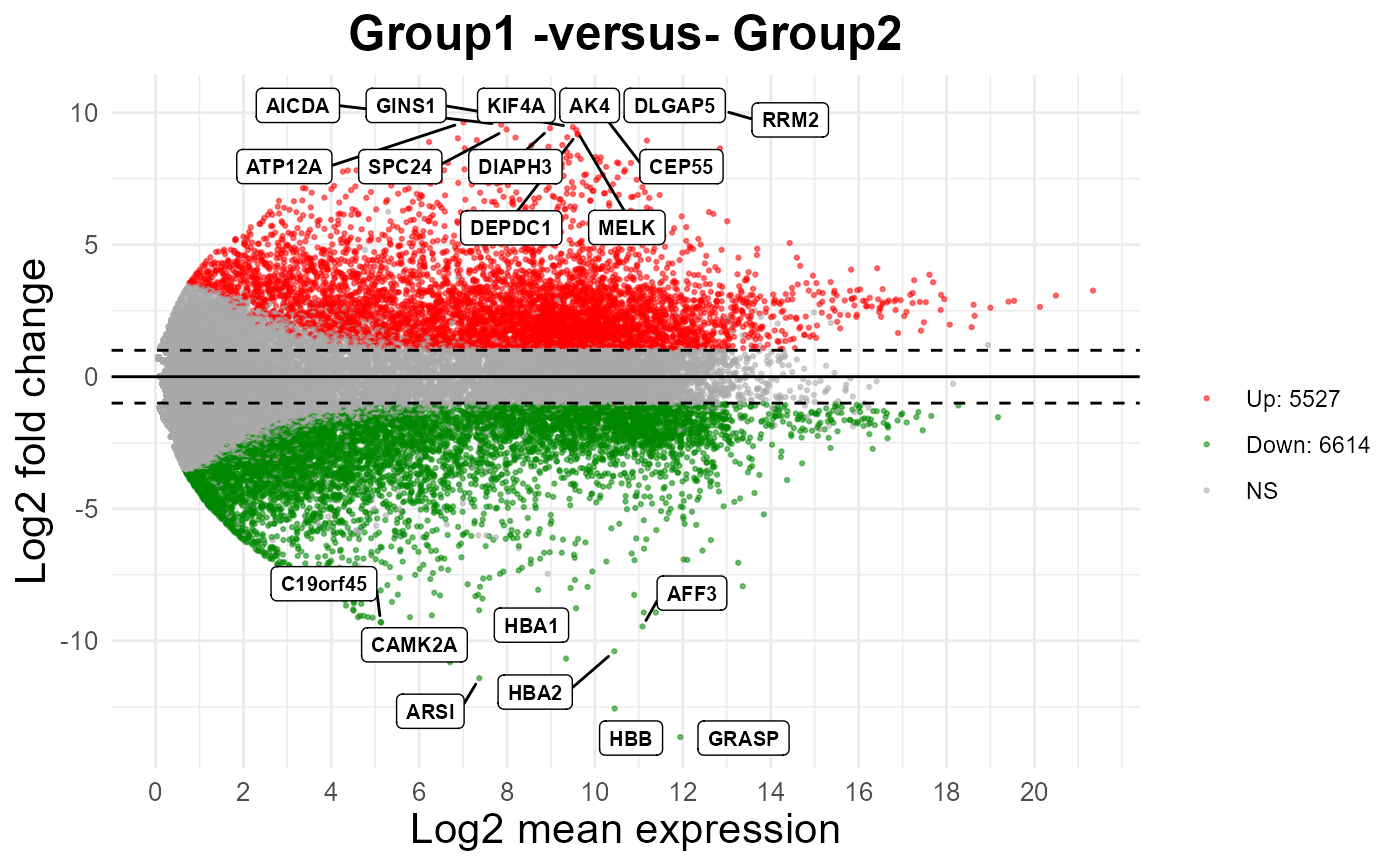 Group1 -versus- Group2
10
5
0
-5
-10
Log2 fold change
AICDA
GINS1
KIF4A
AK4
DLGAP5
RRM2
ATP12A
SPC24
DIAPH3
CEP55
DEPDC1
MELK
C19orf45
AFF3
HBA1
CAMK2A
HBA2
ARSI
HBB
GRASP
Up: 5527
Down: 6614
NS
0 2 4 6 8 10 12 14 16 18 20
Log2 mean expression